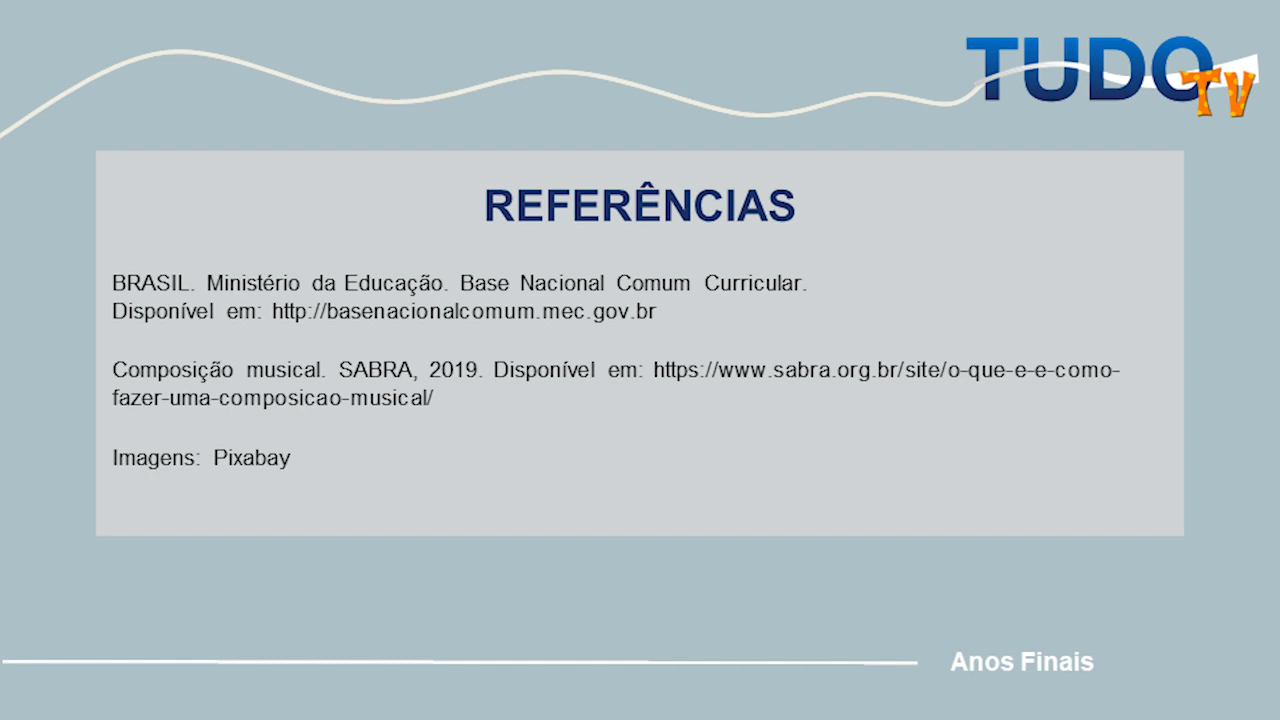 TUDO
TV
REFERÊNCIAS
BRASIL. Ministério da Educação. Base Nacional Comum Curricular.
Disponível em: http://basenacionalcomum.mec.gov.br
Composição musical. SABRA, 2019. Disponível em: https://www.sabra.org.br/site/o-que-e-e-como-
fazer-uma-composicao-musical/
Imagens: Pixabay
Anos Finais